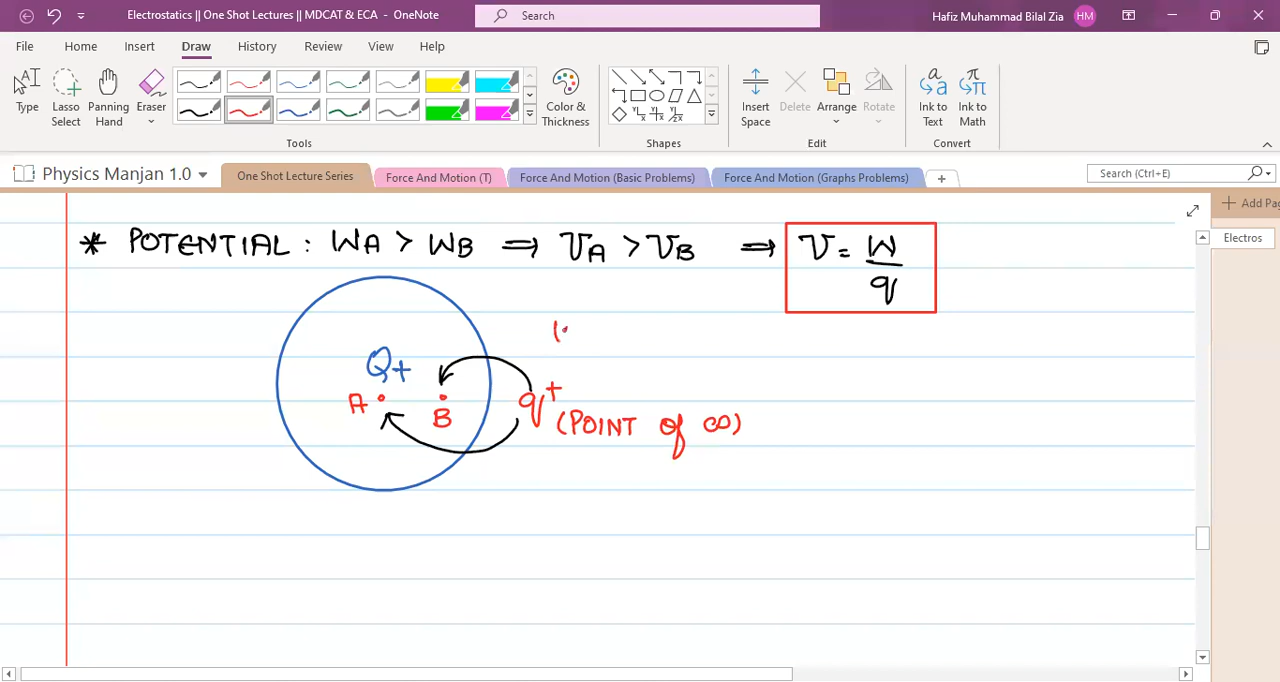 Electrostatics || One Shot Lectures || MDCAT & ECA - OneNote
Search
Hafiz Muhammad Bilal Zia HM
File Home Insert Draw History Review View Help
Type Lasso Select Panning Hand Eraser
Color & Thickness
Insert Space Delete Arrange Rotate
Ink to Text Ink to Math
Tools Shapes Edit Convert
Physics Manjan 1.0
One Shot Lecture Series Force And Motion (T) Force And Motion (Basic Problems) Force And Motion (Graphs Problems) +
Search (Ctrl+E)
Add Pag
Electros
* POTENTIAL : WA > WB ⇒ VA > VB ⇒ V = W/q
Q+
A B q+
(POINT of ∞)